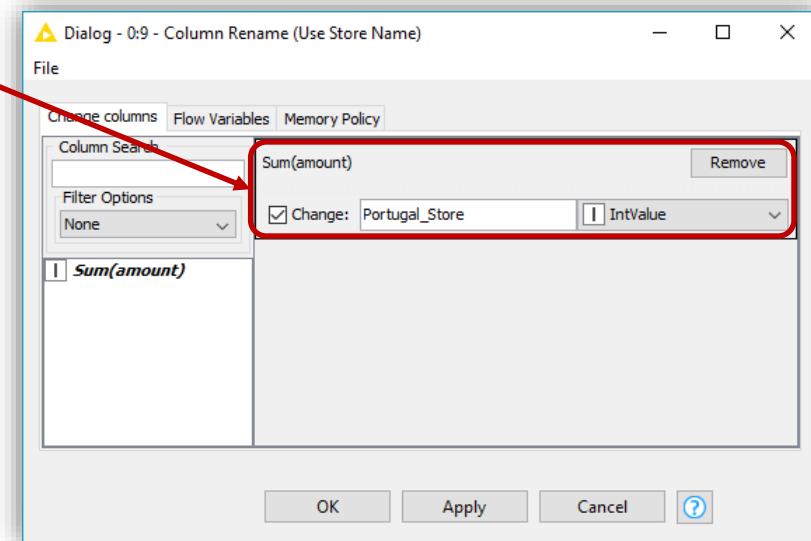 Dialog - 0:9 - Column Rename (Use Store Name)
File
Change columns Flow Variables Memory Policy
Column Search
Sum(amount) Remove
Filter Options
Change: Portugal_Store I IntValue
None
I Sum(amount)
OK Apply Cancel ?